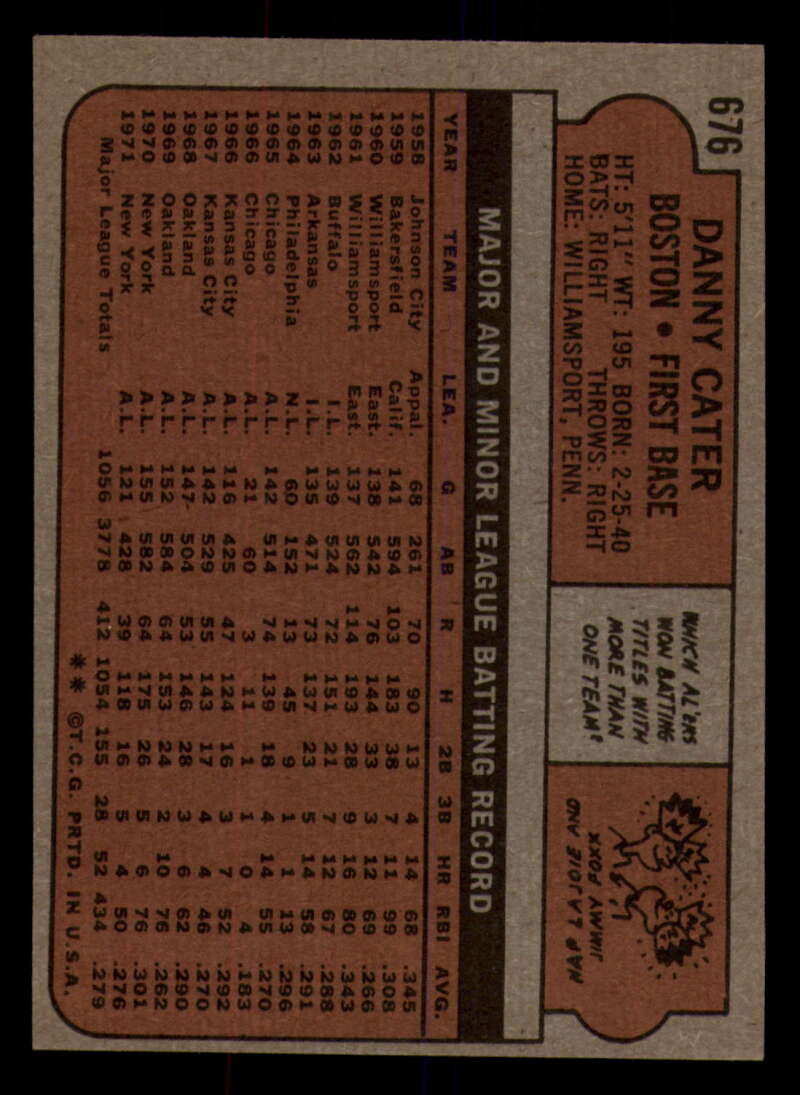 676
DANNY CATER
BOSTON • FIRST BASE
HT: 5'11" WT: 195 BORN: 2-25-40
BATS: RIGHT THROWS: RIGHT
HOME: WILLIAMSPORT, PENN.
WHICH AL'ERS
WON BATTING
TITLES WITH
MORE THAN
ONE TEAM?
NAP LAJOIE AND
JIMMY FOXX
MAJOR AND MINOR LEAGUE BATTING RECORD
YEAR TEAM LEA. G AB R H 2B 3B HR RBI AVG.
1958 Johnson City Appal. 68 261 70 90 13 4 14 68 .345
1959 Bakersfield Calif. 141 594 103 183 38 7 11 99 .308
1960 Williamsport East. 138 542 76 144 33 3 12 69 .266
1961 Williamsport East. 137 562 114 193 28 9 16 80 .343
1962 Buffalo I.L. 139 524 72 151 21 7 12 67 .288
1963 Arkansas I.L. 135 471 73 137 23 5 14 58 .291
1964 Philadelphia N.L. 60 152 13 45 9 1 1 13 .296
1965 Chicago A.L. 142 514 74 139 18 4 14 55 .270
1966 Chicago A.L. 21 60 3 11 1 1 0 4 .183
1966 Kansas City A.L. 116 425 47 124 16 3 7 52 .292
1967 Kansas City A.L. 142 529 55 143 17 4 4 46 .270
1968 Oakland A.L. 147 504 53 146 28 3 6 62 .290
1969 Oakland A.L. 152 584 64 153 24 2 10 76 .262
1970 New York A.L. 155 582 64 175 26 5 6 76 .301
1971 New York A.L. 121 428 39 118 16 5 4 50 .276
Major League Totals 1056 3778 412 1054 155 28 52 434 .279
** ©T.C.G. PRTD. IN U.S.A.